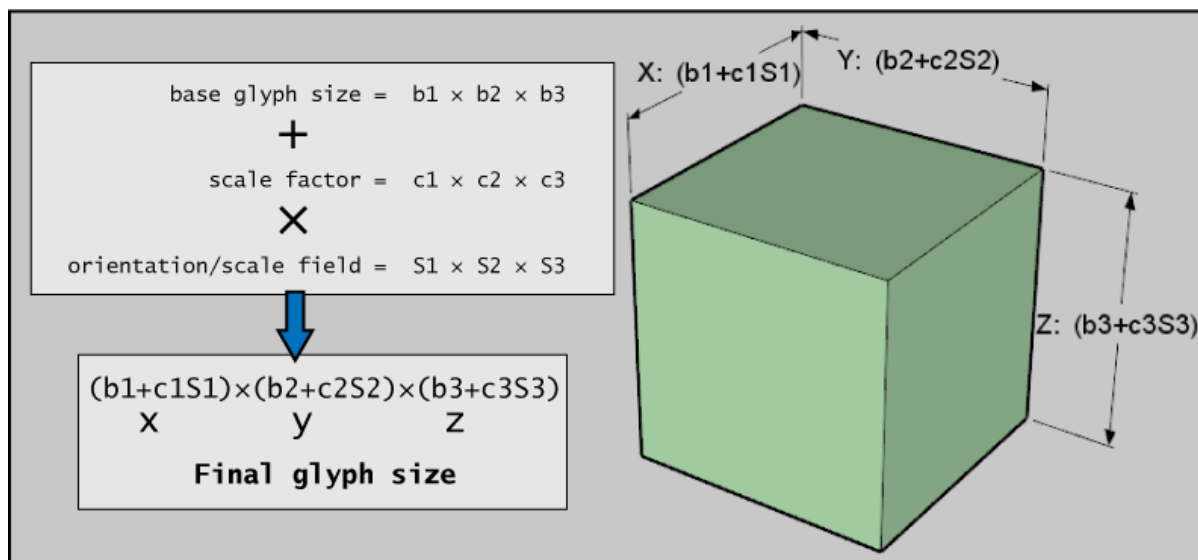 base glyph size = b1 × b2 × b3
+
scale factor = c1 × c2 × c3
×
orientation/scale field = S1 × S2 × S3
(b1+c1S1)×(b2+c2S2)×(b3+c3S3)
x y z
Final glyph size
X: (b1+c1S1)
Y: (b2+c2S2)
Z: (b3+c3S3)